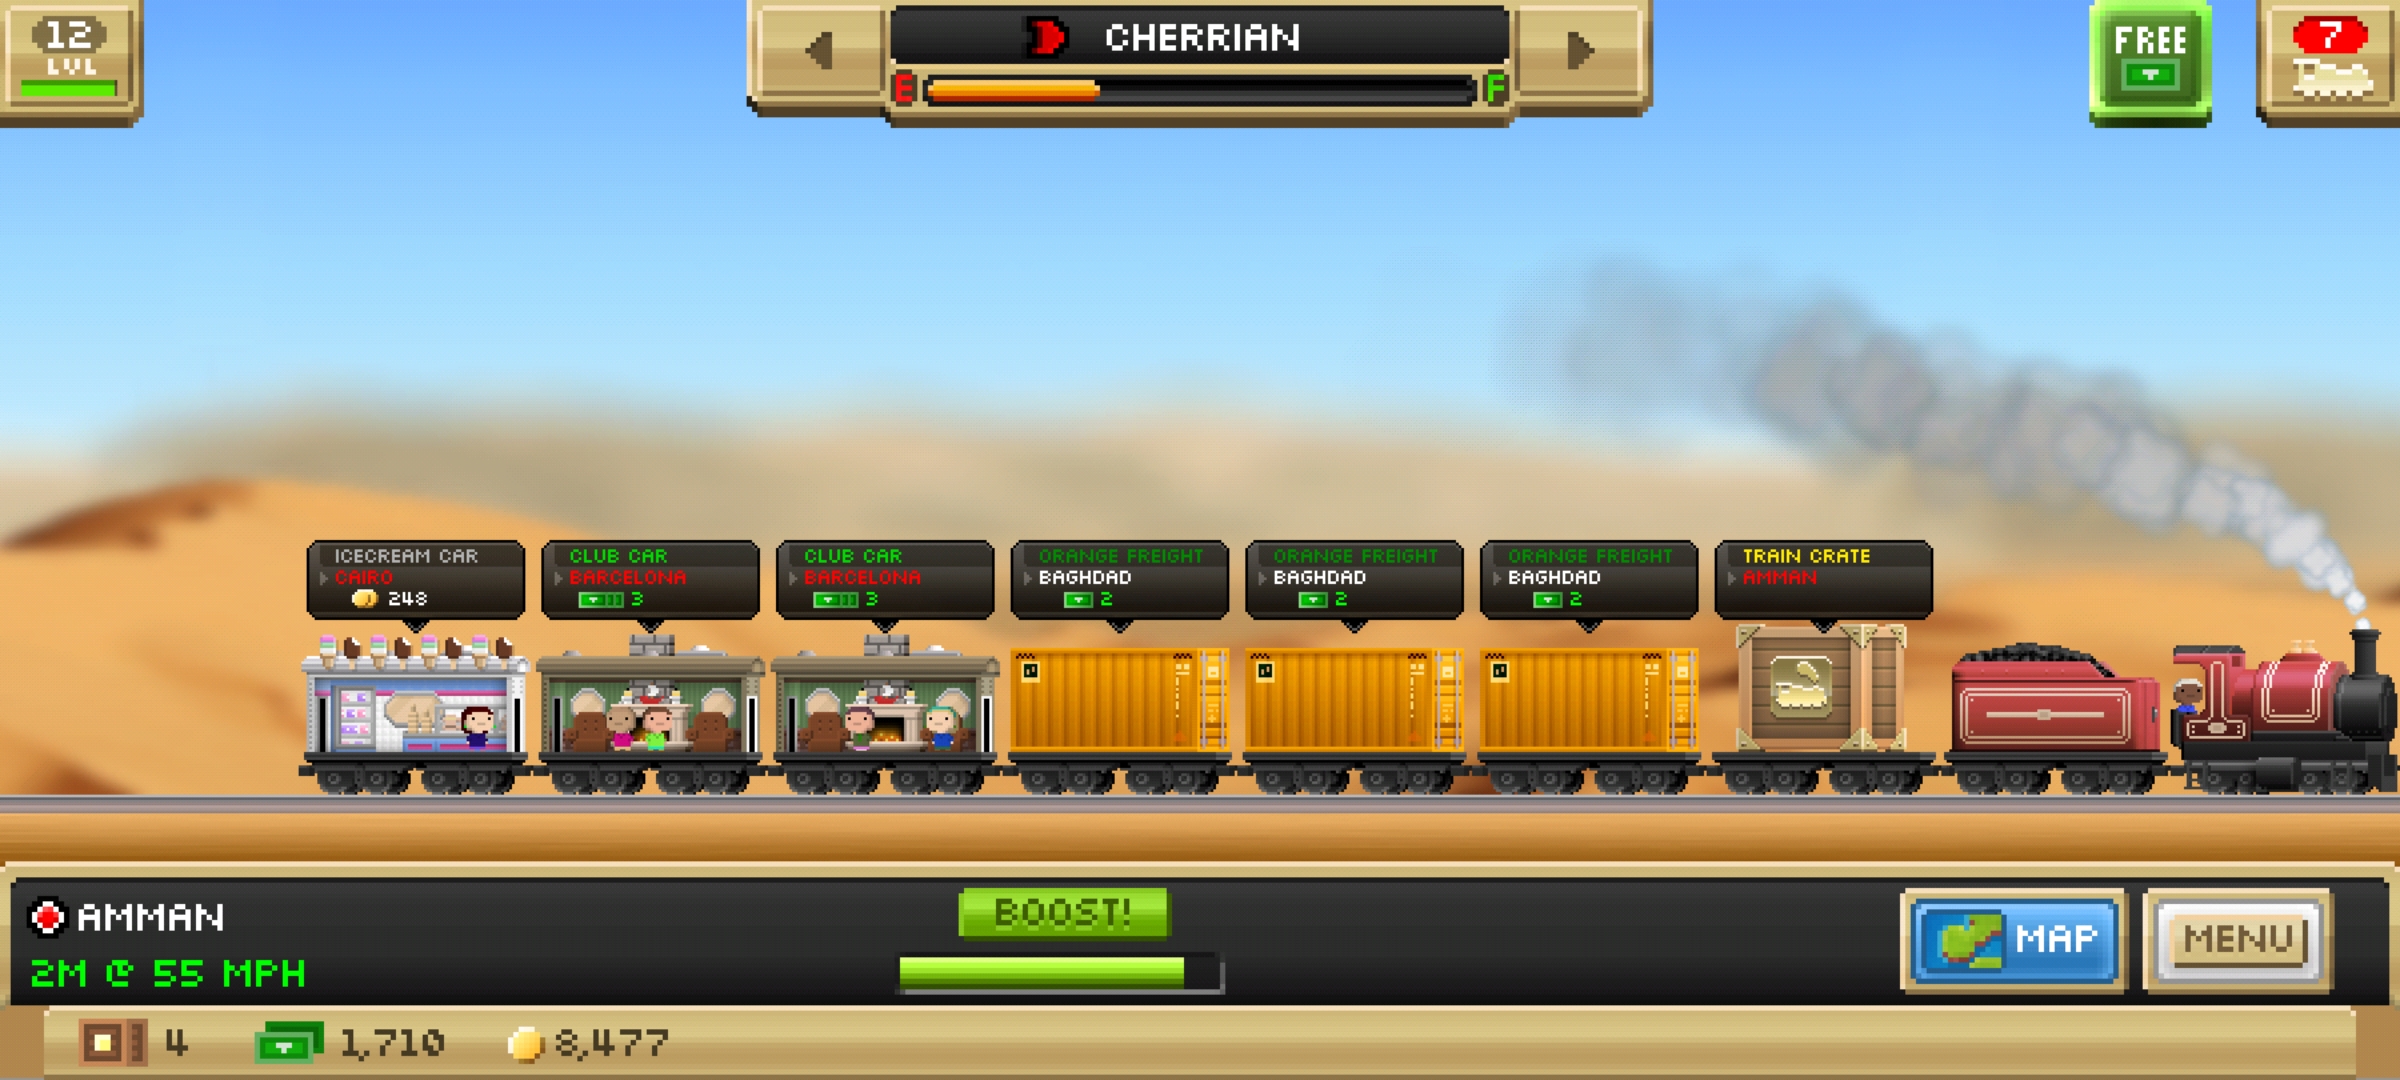 12
LVL
CHERRIAN
E
F
FREE
7
ICECREAM CAR
CAIRO
248
CLUB CAR
BARCELONA
3
CLUB CAR
BARCELONA
3
ORANGE FREIGHT
BAGHDAD
2
ORANGE FREIGHT
BAGHDAD
2
ORANGE FREIGHT
BAGHDAD
2
TRAIN CRATE
AMMAN
AMMAN
2M @ 55 MPH
BOOST!
MAP
MENU
4
1,710
8,477